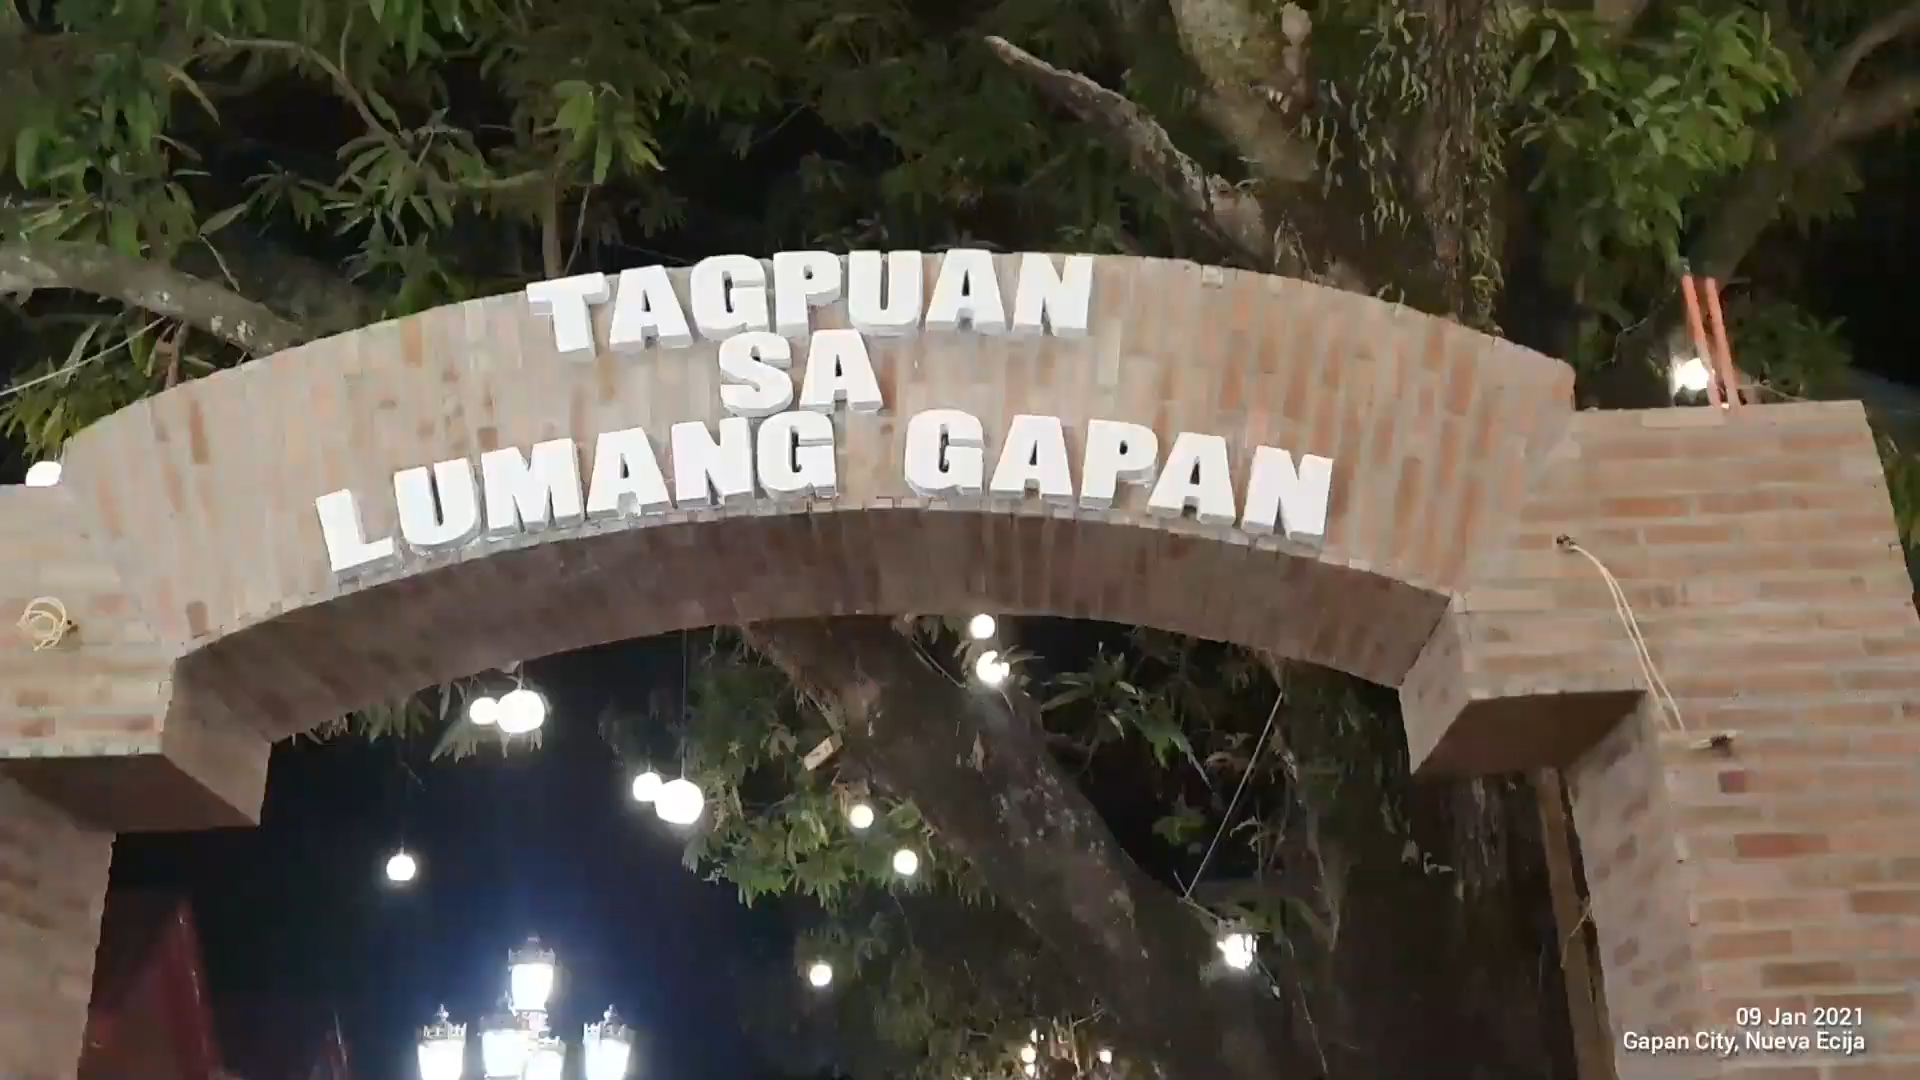 TAGPUAN
SA
LUMANG GAPAN
09 Jan 2021
Gapan City, Nueva Ecija